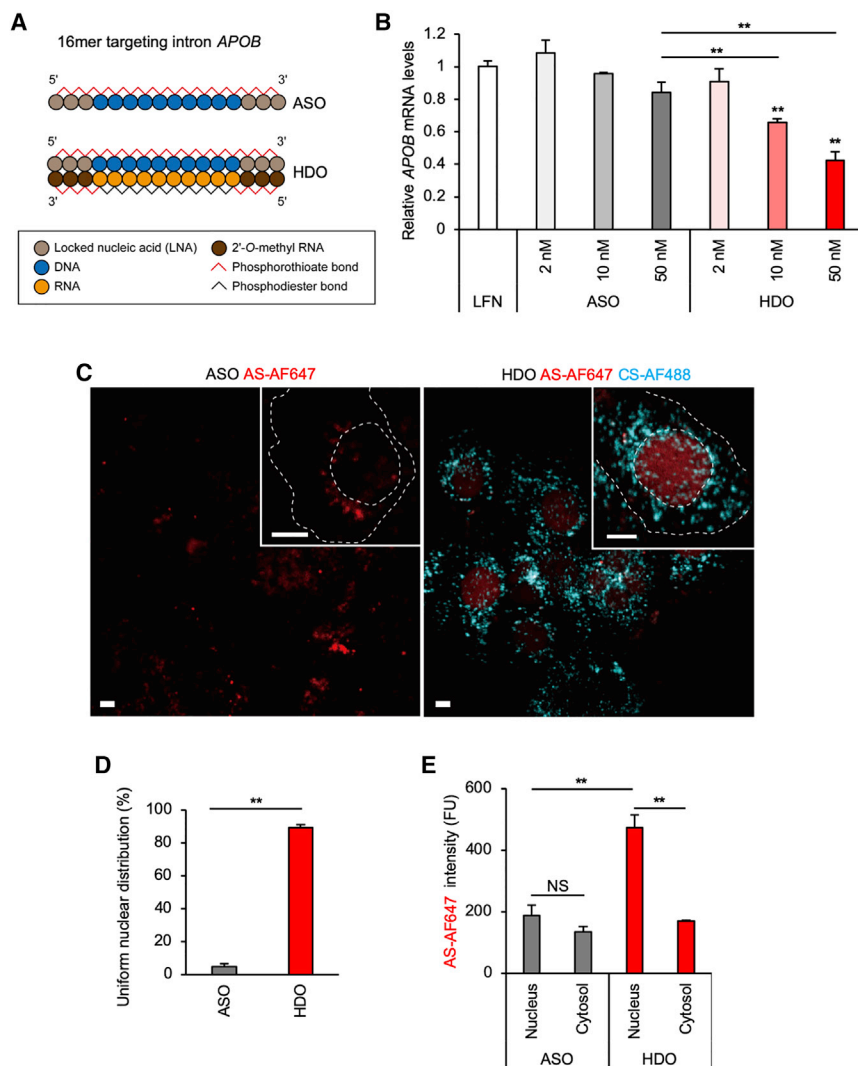 A
16mer targeting intron APOB
5' 3'
ASO
5' 3'
HDO
3' 5'
Locked nucleic acid (LNA) 2'-O-methyl RNA
DNA Phosphorothioate bond
RNA Phosphodiester bond
B
Relative APOB mRNA levels
1.4
1.2
1
0.8
0.6
0.4
0.2
0
**
**
**
**
2 nM 10 nM 50 nM 2 nM 10 nM 50 nM
LFN ASO HDO
C
ASO AS-AF647 HDO AS-AF647 CS-AF488
D
Uniform nuclear distribution (%)
100
80
60
40
20
0
**
ASO HDO
E
AS-AF647 intensity (FU)
600
400
200
0
**
**
NS
Nucleus Cytosol Nucleus Cytosol
ASO HDO